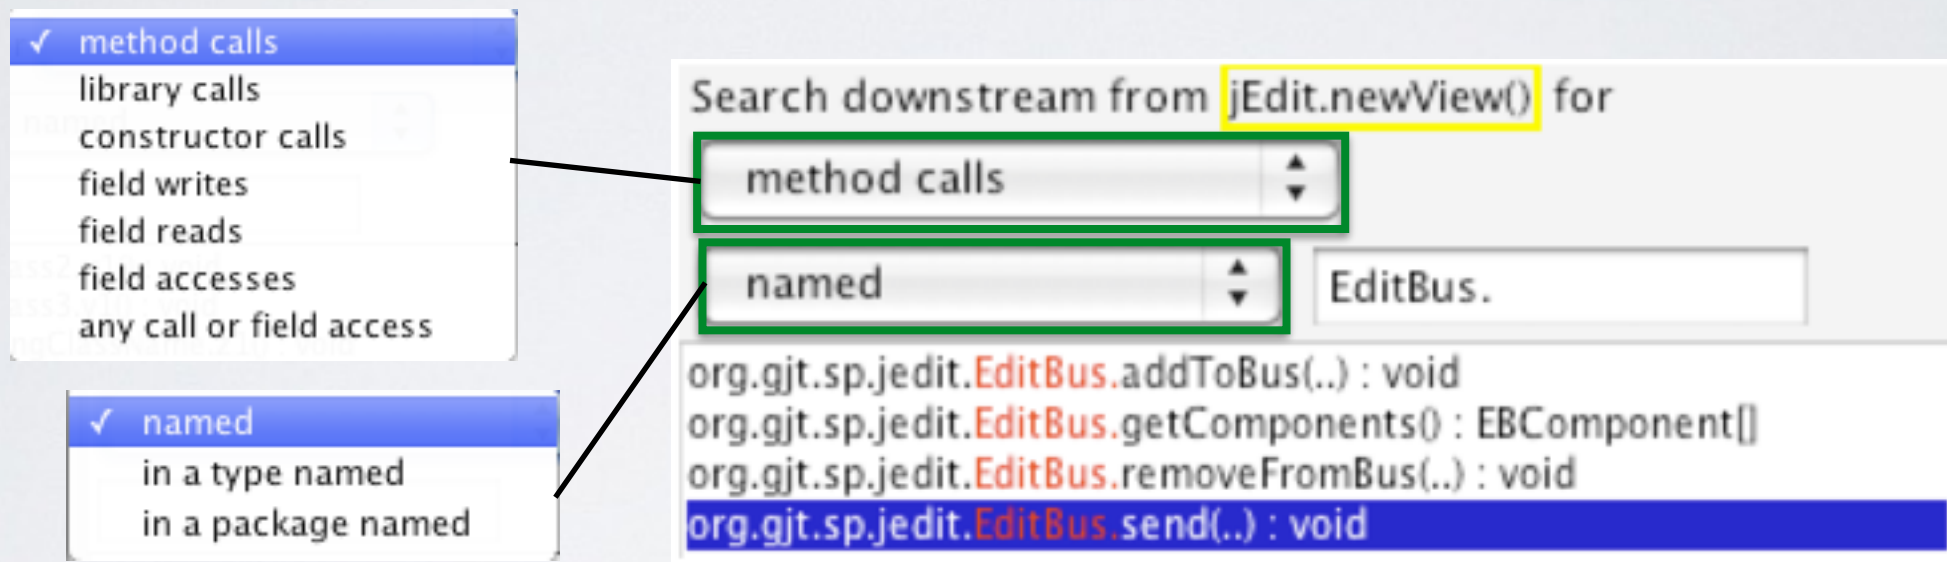 ✓ method calls
library calls
constructor calls
field writes
field reads
field accesses
any call or field access
✓ named
in a type named
in a package named
Search downstream from jEdit.newView() for
method calls
named EditBus.
org.gjt.sp.jedit.EditBus.addToBus(..) : void
org.gjt.sp.jedit.EditBus.getComponents() : EBComponent[]
org.gjt.sp.jedit.EditBus.removeFromBus(..) : void
org.gjt.sp.jedit.EditBus.send(..) : void